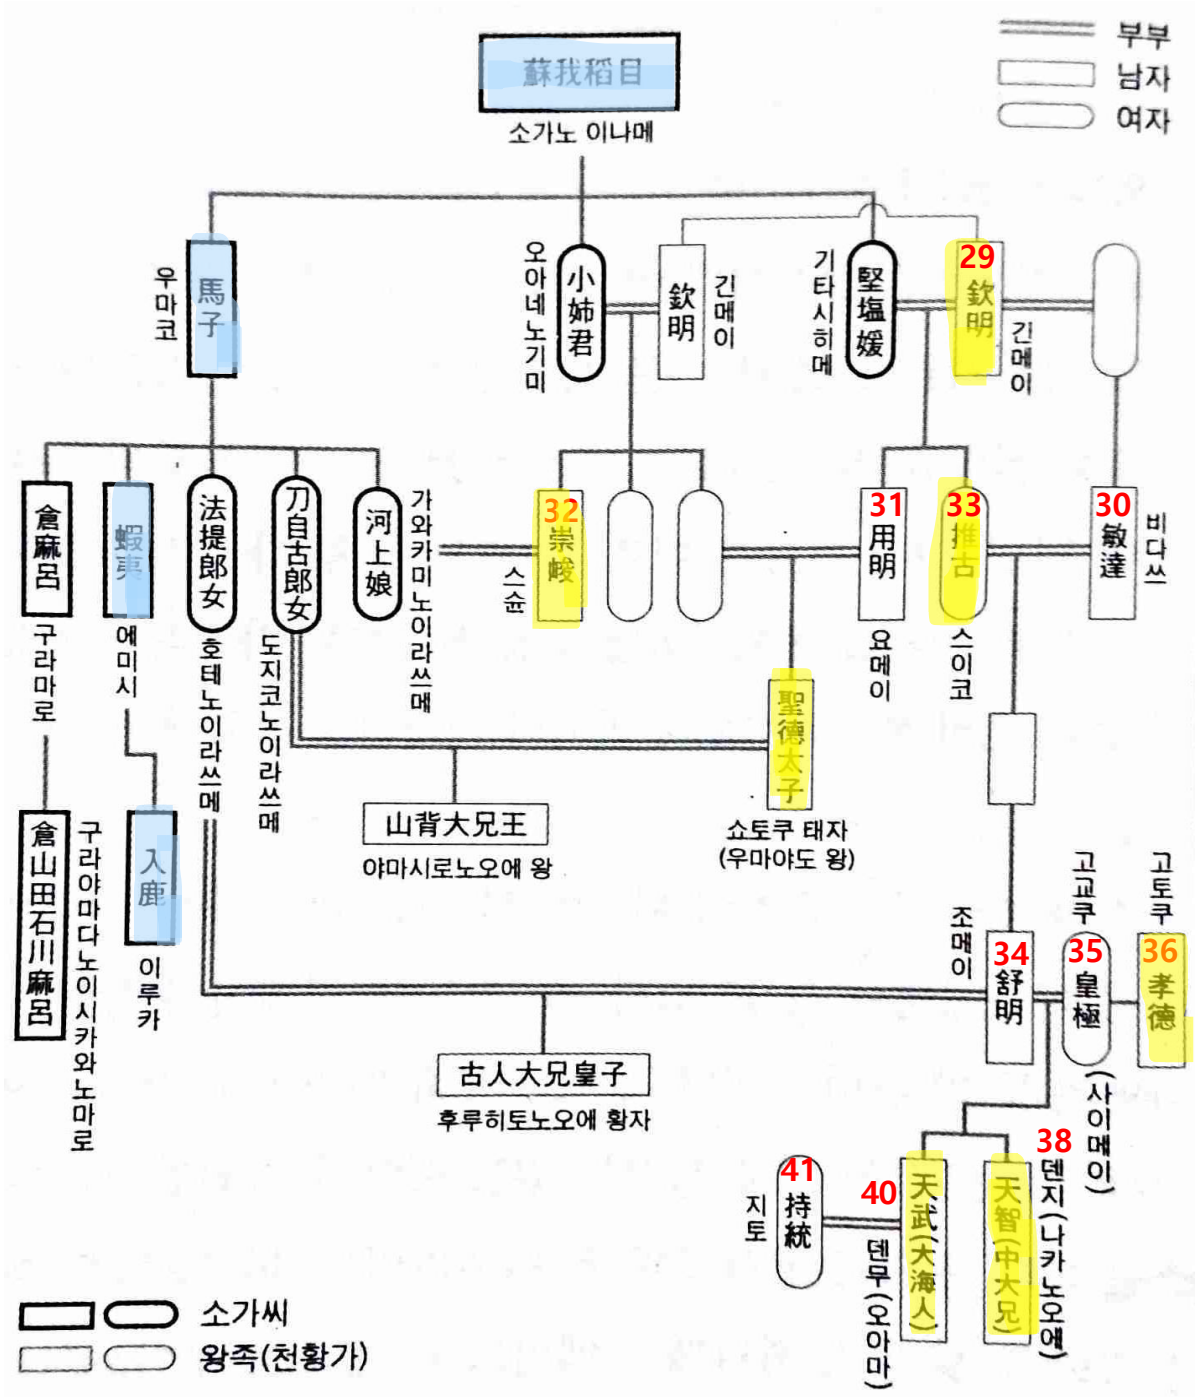 부부
남자
여자
蘇我稻目
소가노 이나메
우마코
馬子
오아네노기미
小姉君
欽明
긴메이
기타시히메
堅塩媛
29
欽明
긴메이
倉麻呂
구라마로
蝦夷
에미시
法提郎女
호테노이라쓰메
刀自古郎女
도지코노이라쓰메
河上娘
가와카미노이라쓰메
32
崇峻
스슌
31
用明
요메이
33
推古
스이코
30
敏達
비다쓰
聖德太子
쇼토쿠 태자
(우마야도 왕)
山背大兄王
야마시로노오에 왕
倉山田石川麻呂
구라야마다노이시카와노마로
入鹿
이루카
조메이
34
舒明
고교쿠
35
皇極
(사이메이)
고토쿠
36
孝德
古人大兄皇子
후루히토노오에 황자
지토
41
持統
40
天武(大海人)
덴무(오아마)
38
天智(中大兄)
덴지(나카노오에)
소가씨
왕족(천황가)